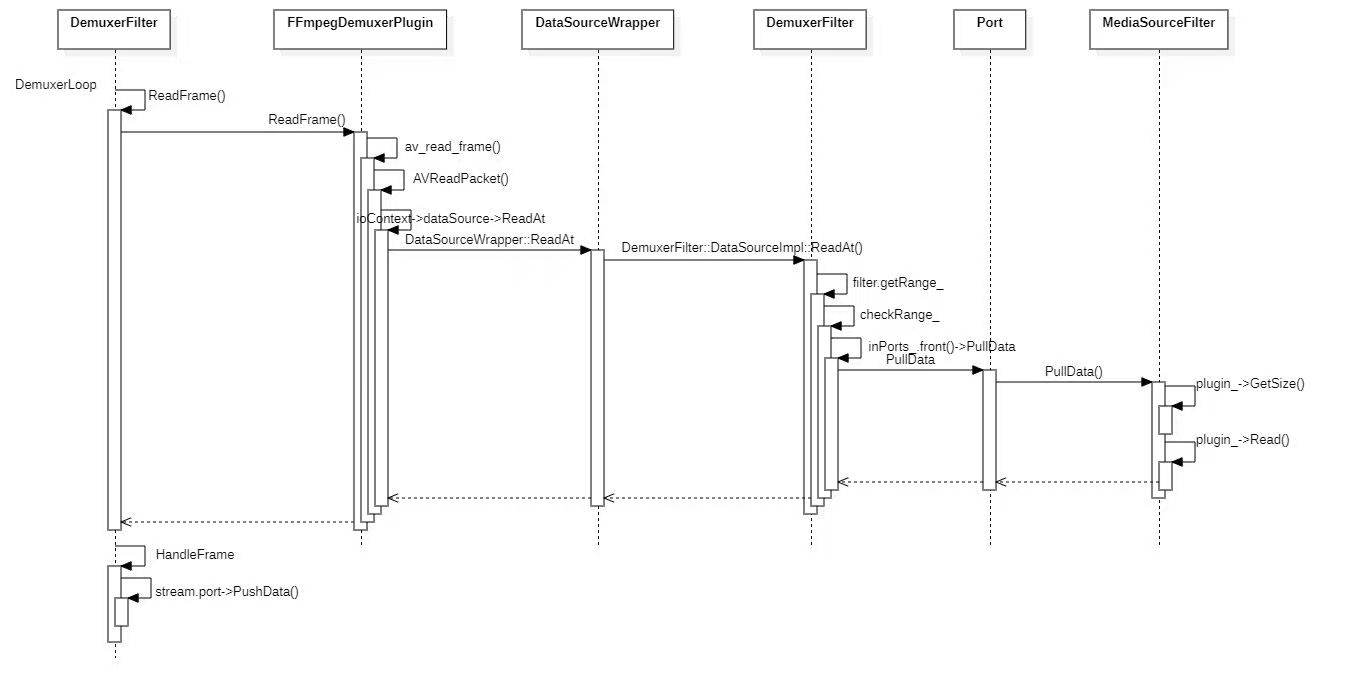 DemuxerFilter
FFmpegDemuxerPlugin
DataSourceWrapper
DemuxerFilter
Port
MediaSourceFilter
DemuxerLoop
ReadFrame()
ReadFrame()
av_read_frame()
AVReadPacket()
ioContext->dataSource->ReadAt
DataSourceWrapper::ReadAt
DemuxerFilter::DataSourceImpl::ReadAt()
filter.getRange_
checkRange_
inPorts_.front()->PullData
PullData
PullData()
plugin_->GetSize()
plugin_->Read()
HandleFrame
stream.port->PushData()